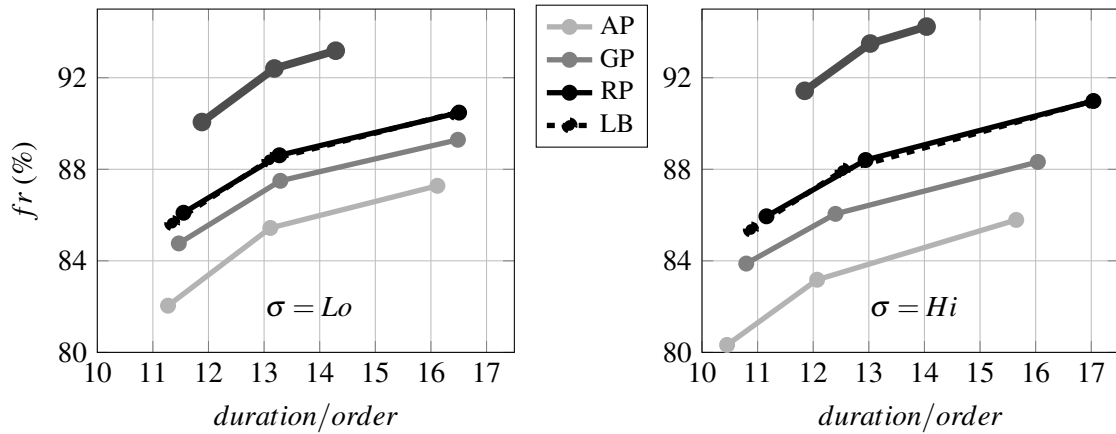 92
88
84
80
fr (%)
10 11 12 13 14 15 16 17
duration/order
σ = Lo
AP
GP
RP
LB
92
88
84
80
10 11 12 13 14 15 16 17
duration/order
σ = Hi